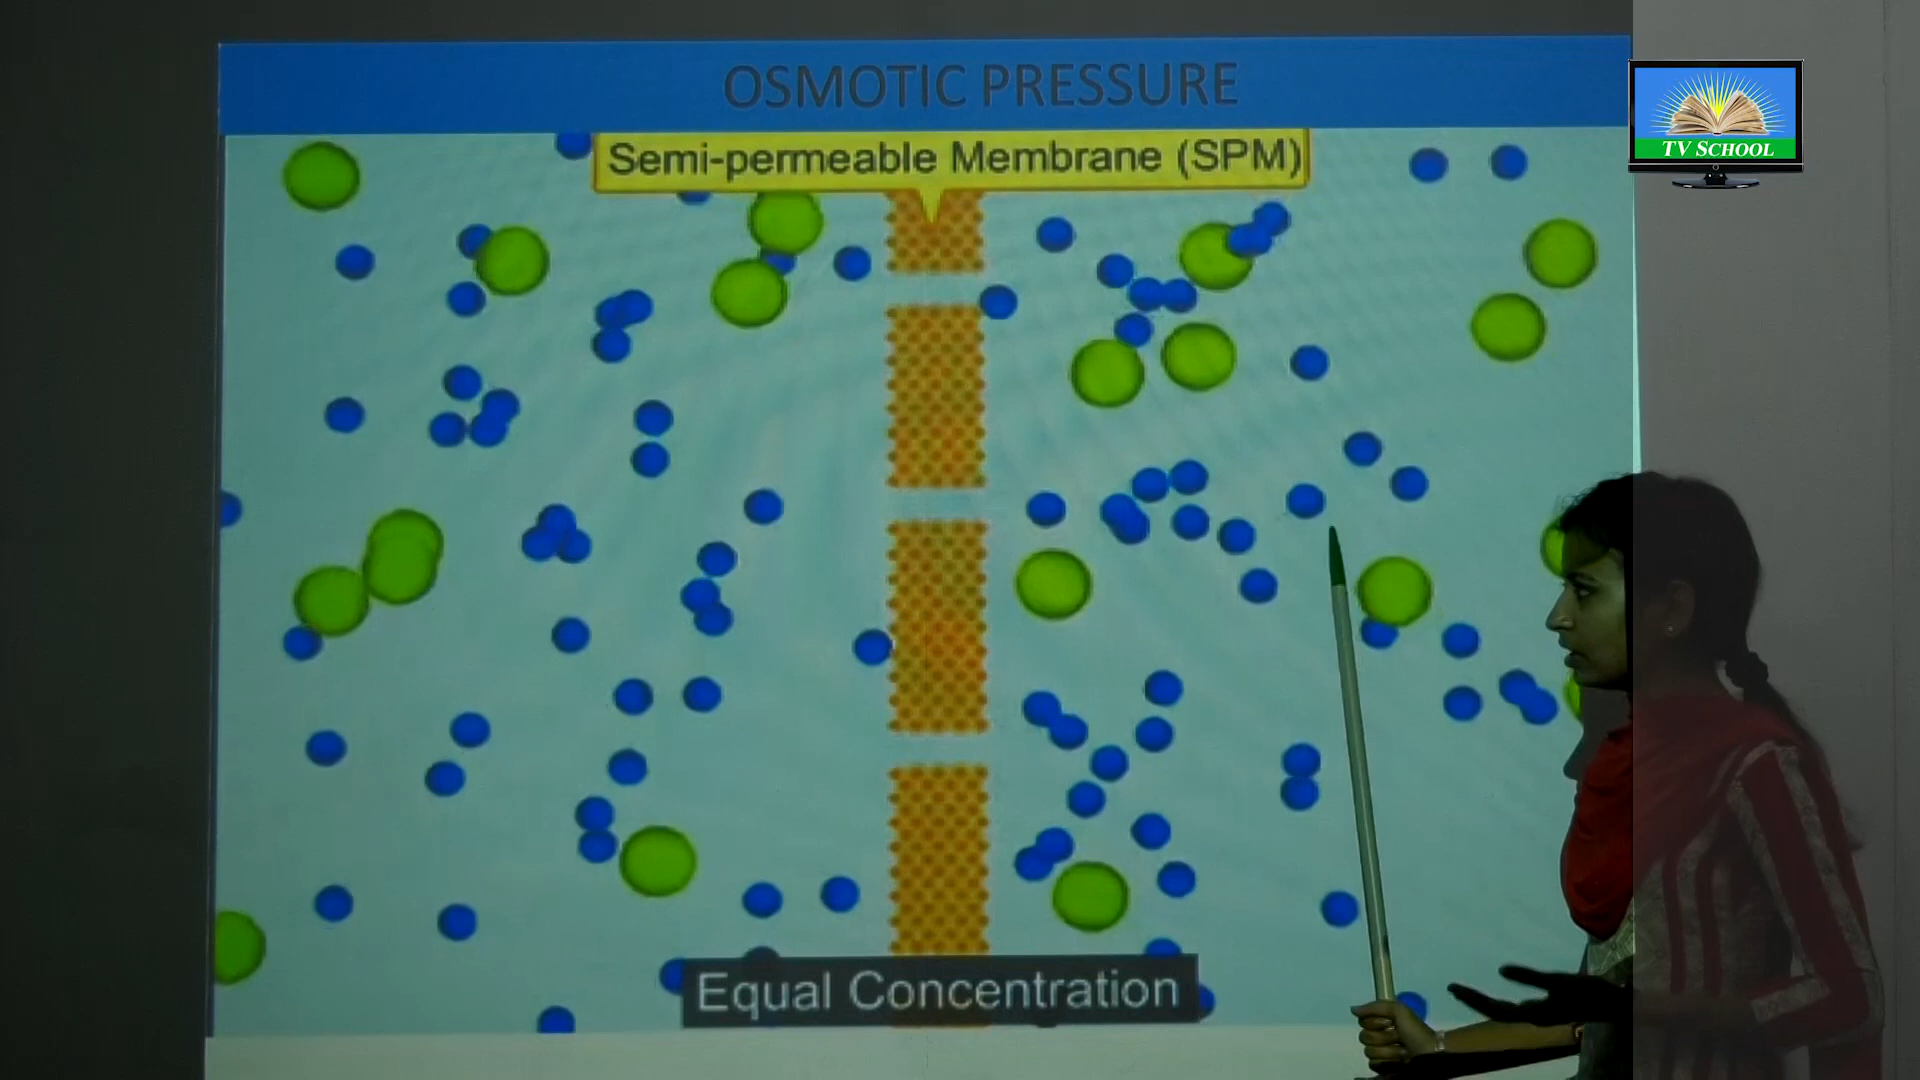 OSMOTIC PRESSURE
Semi-permeable Membrane (SPM)
TV SCHOOL
Equal Concentration